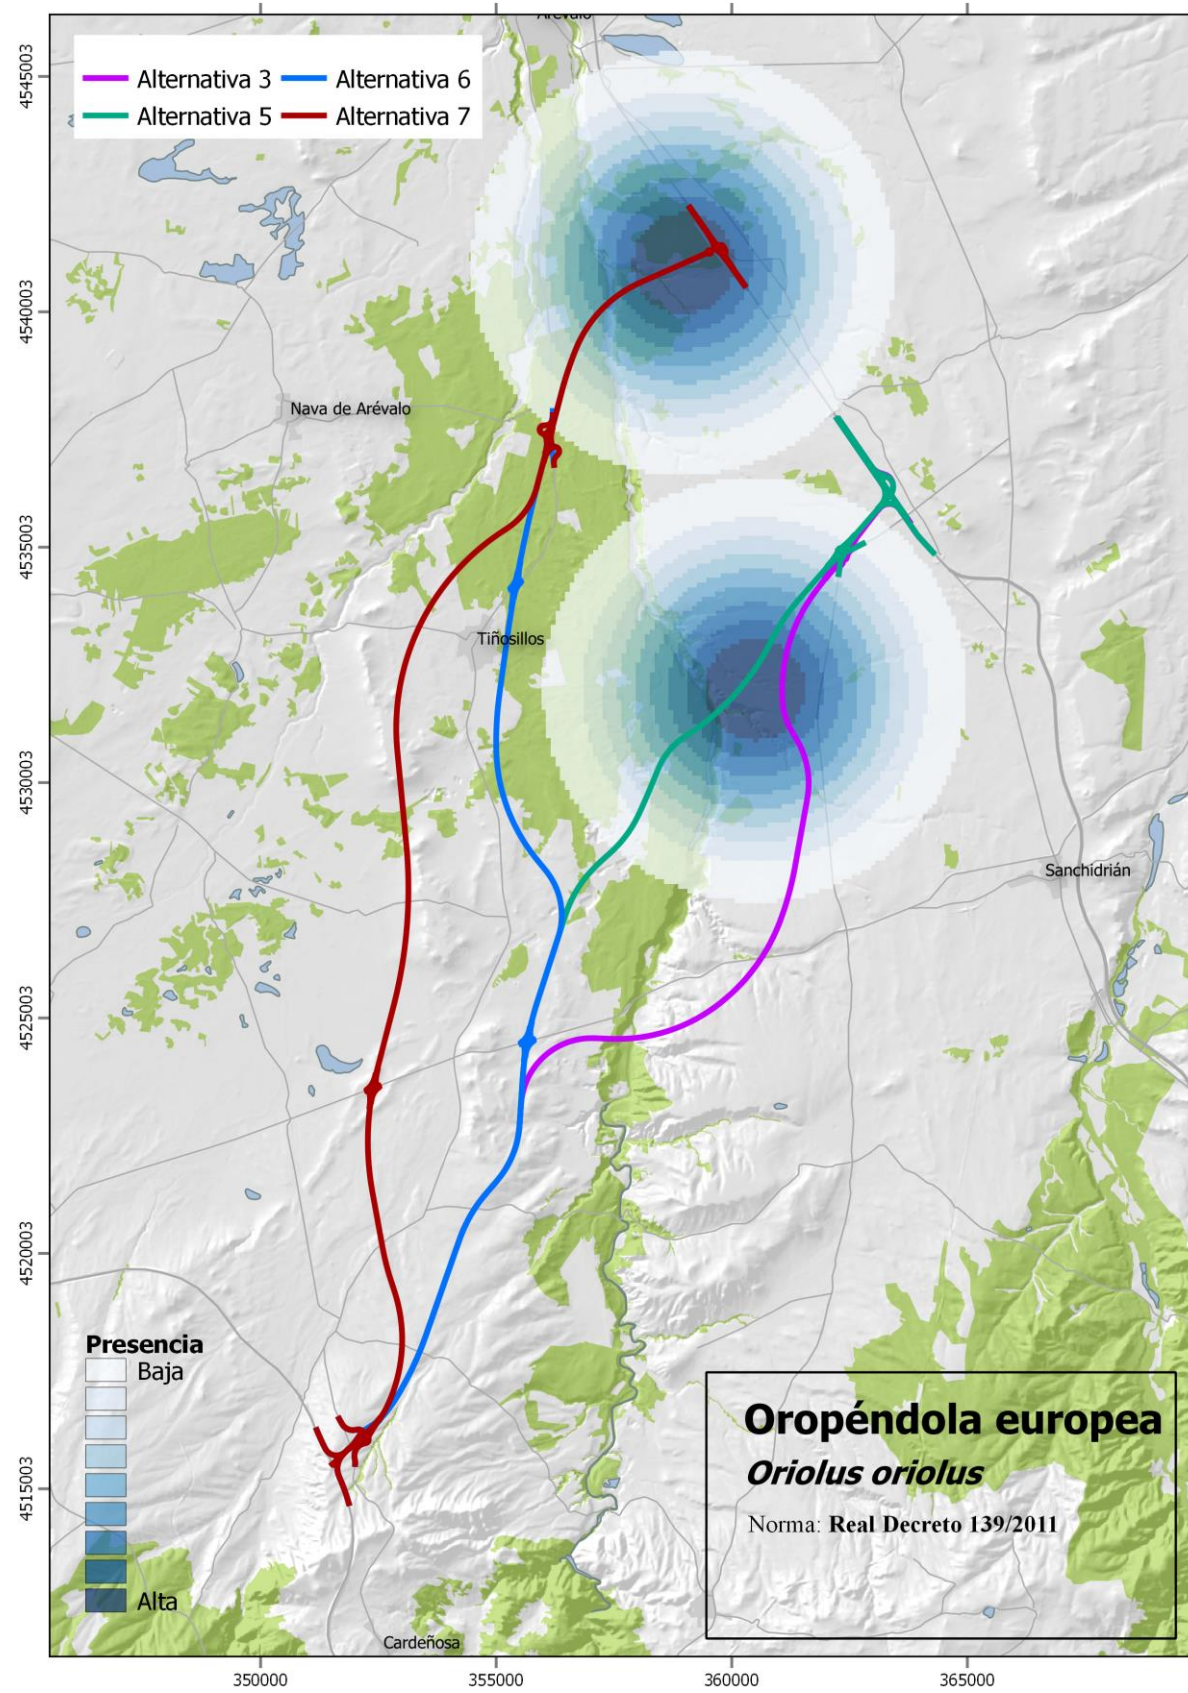 Arévalo
Alternativa 3
Alternativa 6
Alternativa 5
Alternativa 7
4545003
4540003
4535003
4530003
4525003
4520003
4515003
Nava de Arévalo
Tiñosillos
Sanchidrián
Cardeñosa
Presencia
Baja
Alta
Oropéndola europea
Oriolus oriolus
Norma: Real Decreto 139/2011
350000
355000
360000
365000